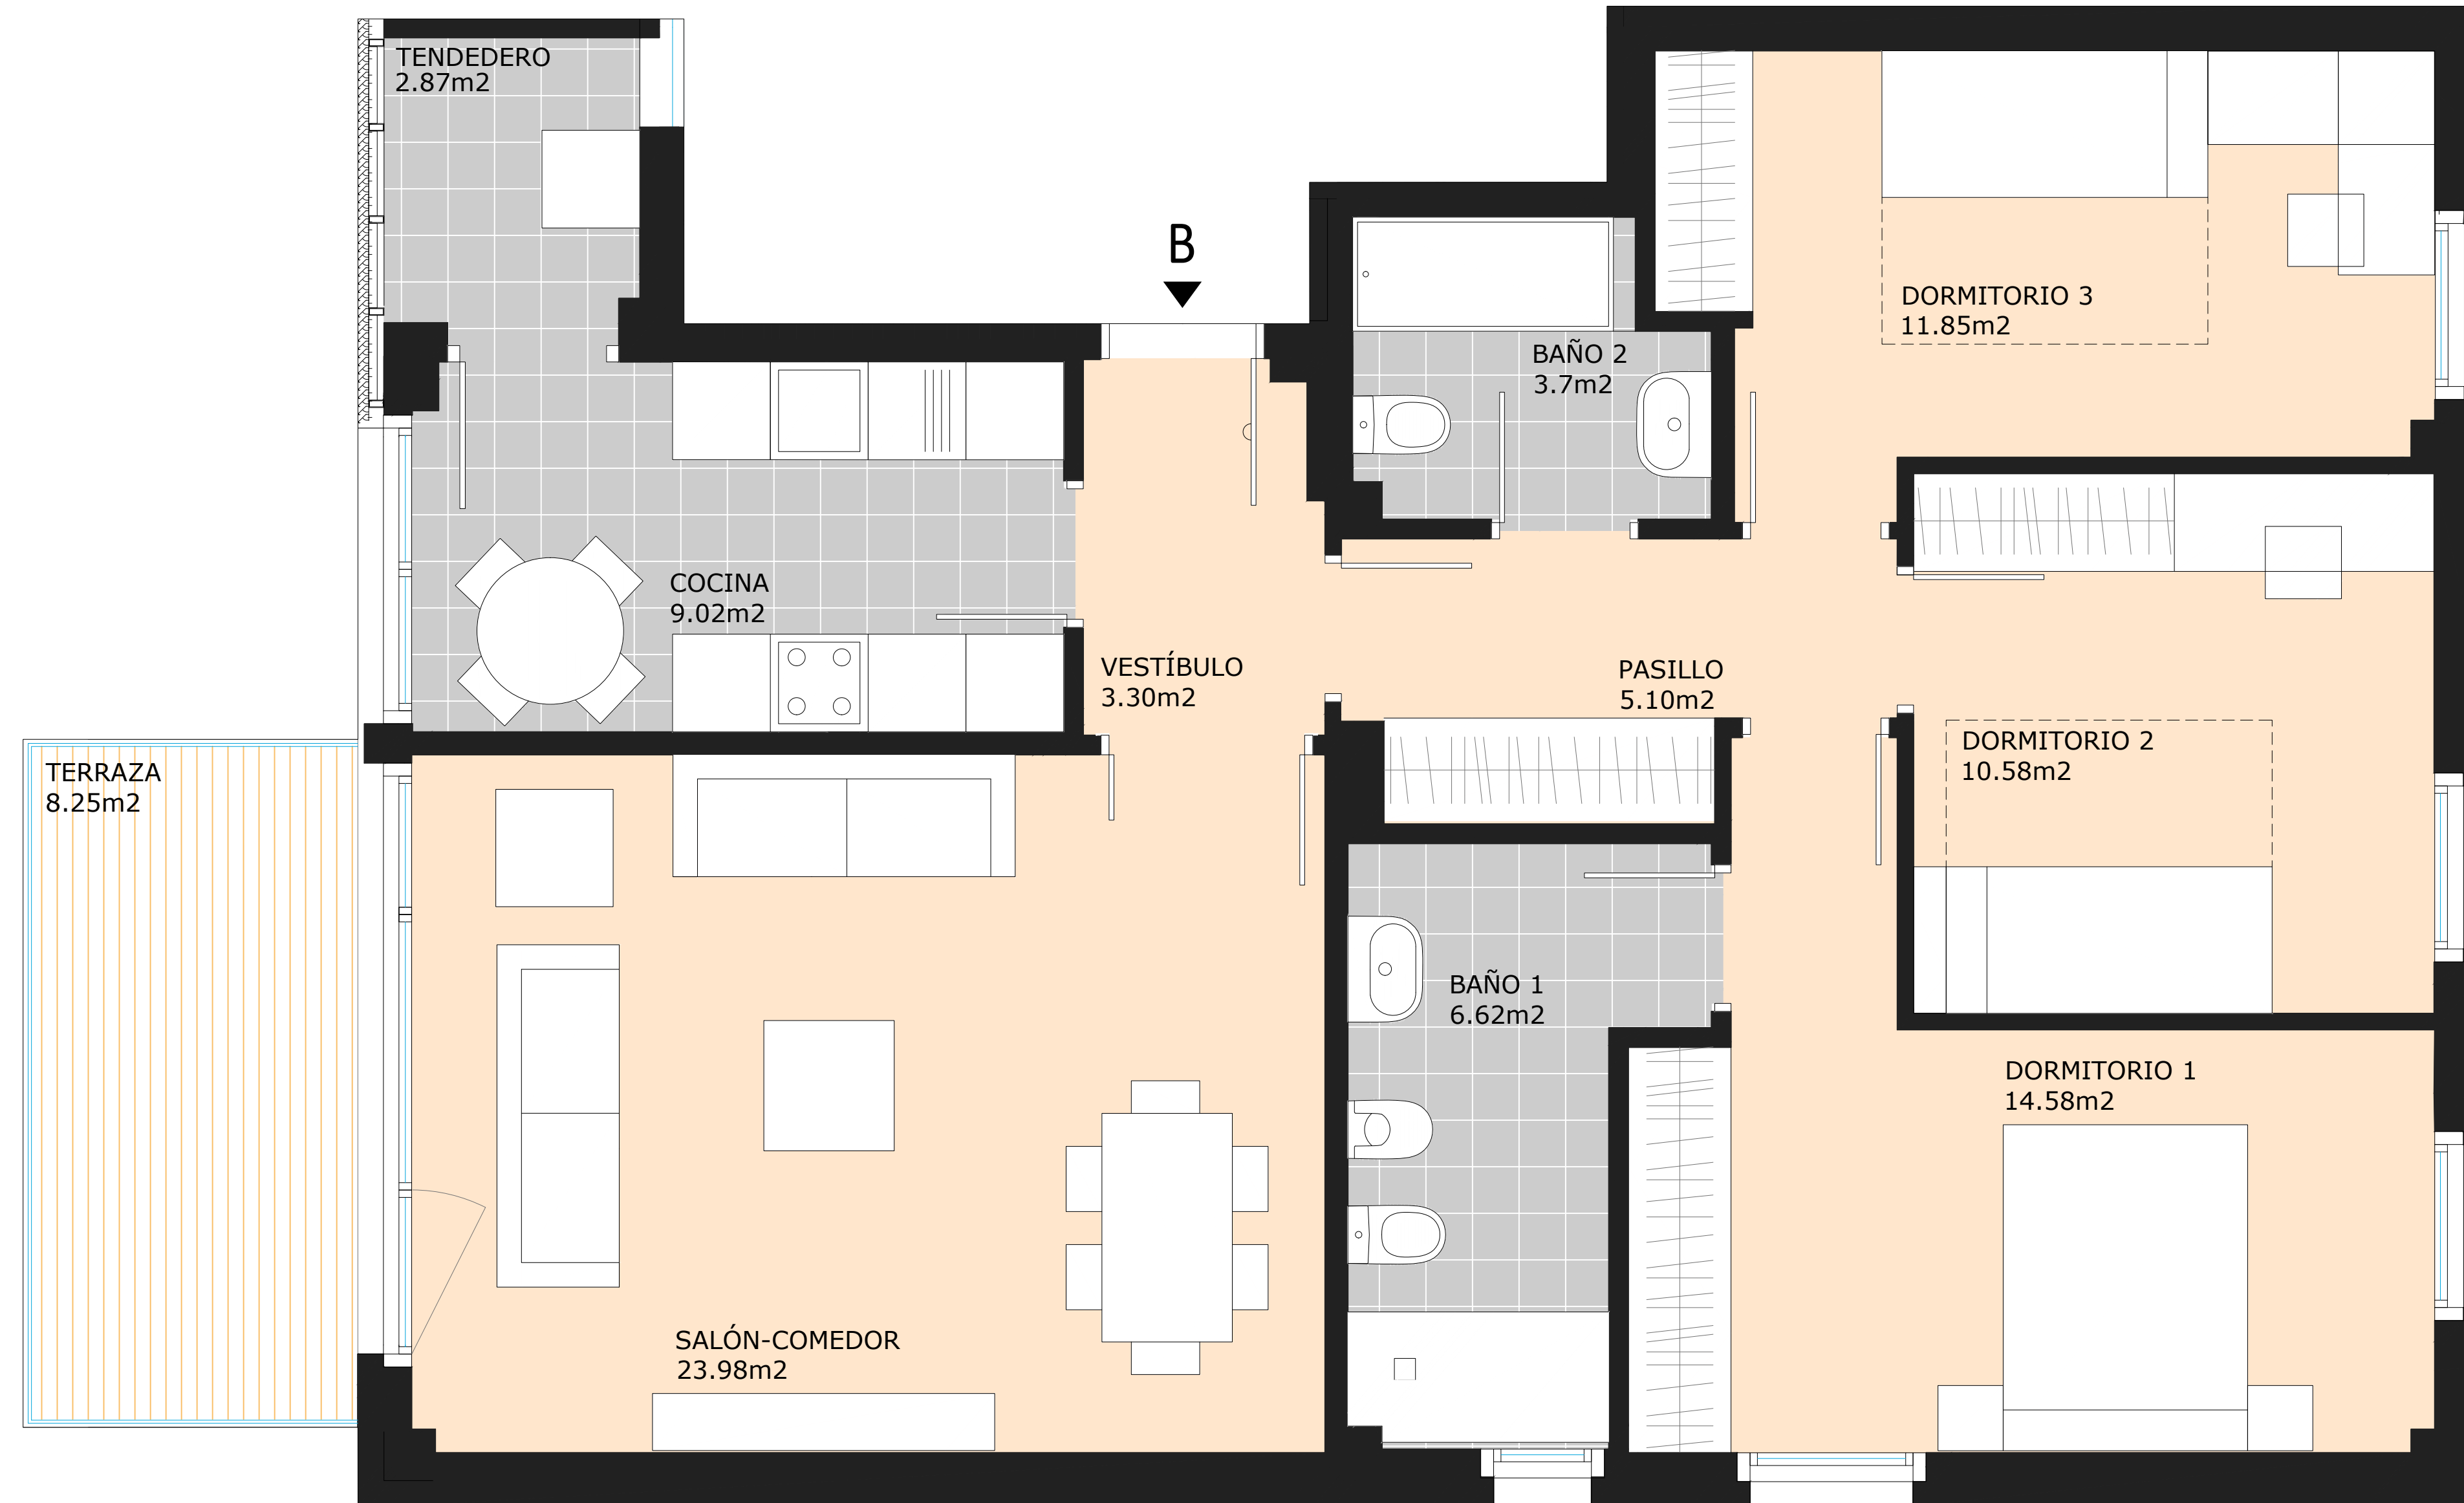 TENDEDERO
2.87m2
B
DORMITORIO 3
11.85m2
BAÑO 2
3.7m2
COCINA
9.02m2
VESTÍBULO
3.30m2
PASILLO
5.10m2
DORMITORIO 2
10.58m2
TERRAZA
8.25m2
BAÑO 1
6.62m2
DORMITORIO 1
14.58m2
SALÓN-COMEDOR
23.98m2